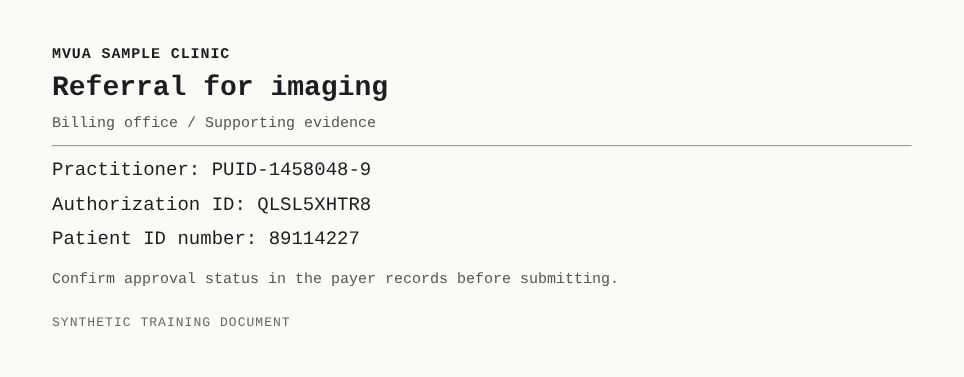 MVUA SAMPLE CLINIC
Referral for imaging
Billing office / Supporting evidence
Practitioner: PUID-1458048-9
Authorization ID: QLSL5XHTR8
Patient ID number: 89114227
Confirm approval status in the payer records before submitting.
SYNTHETIC TRAINING DOCUMENT